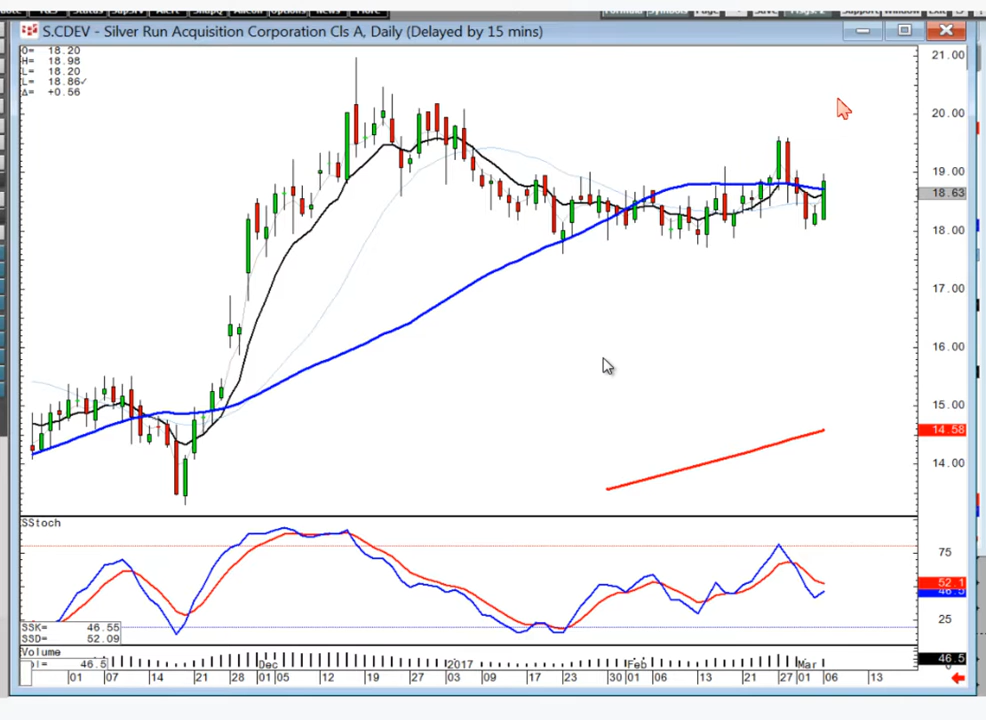 S.CDEV - Silver Run Acquisition Corporation Cls A, Daily (Delayed by 15 mins)
O= 18.20
H= 18.98
L= 18.20
L= 18.86✓
Δ= +0.56
21.00
20.00
19.00
18.63
18.00
17.00
16.00
15.00
14.58
14.00
SStoch
75
52.1
46.5
25
SSK= 46.55
SSD= 52.09
Volume
46.5
46.5
Dec 2017 Feb Mar
01 07 14 21 28 01 05 12 19 27 03 09 17 23 30 01 06 13 21 27 01 06 13